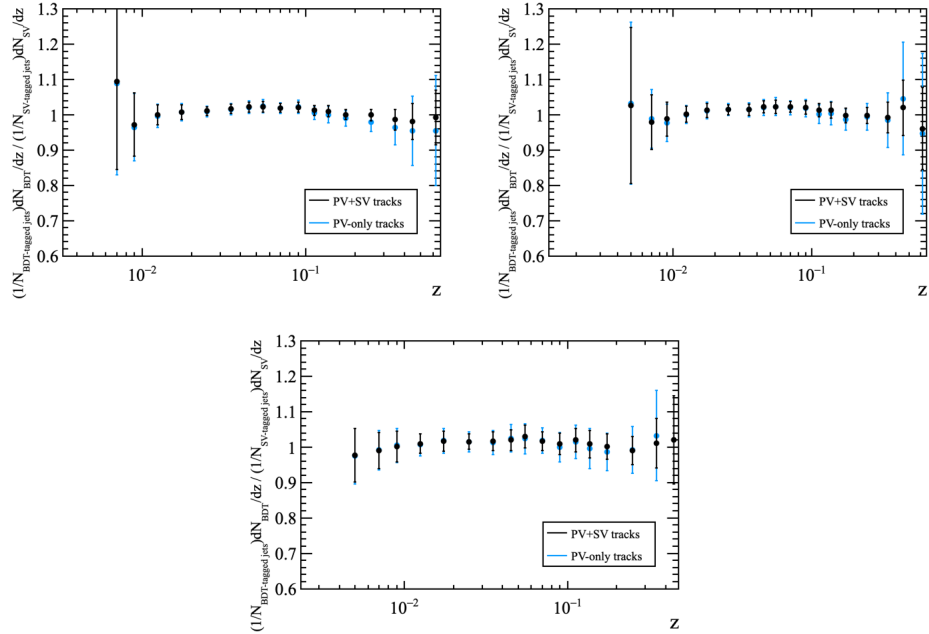 (1/N_BDT-tagged jets)dN_BDT/dz / (1/N_SV-tagged jets)dN_SV/dz
1.3
1.2
1.1
1
0.9
0.8
0.7
0.6
PV+SV tracks
PV-only tracks
10⁻²
10⁻¹
z
(1/N_BDT-tagged jets)dN_BDT/dz / (1/N_SV-tagged jets)dN_SV/dz
1.3
1.2
1.1
1
0.9
0.8
0.7
0.6
PV+SV tracks
PV-only tracks
10⁻²
10⁻¹
z
(1/N_BDT-tagged jets)dN_BDT/dz / (1/N_SV-tagged jets)dN_SV/dz
1.3
1.2
1.1
1
0.9
0.8
0.7
0.6
PV+SV tracks
PV-only tracks
10⁻²
10⁻¹
z